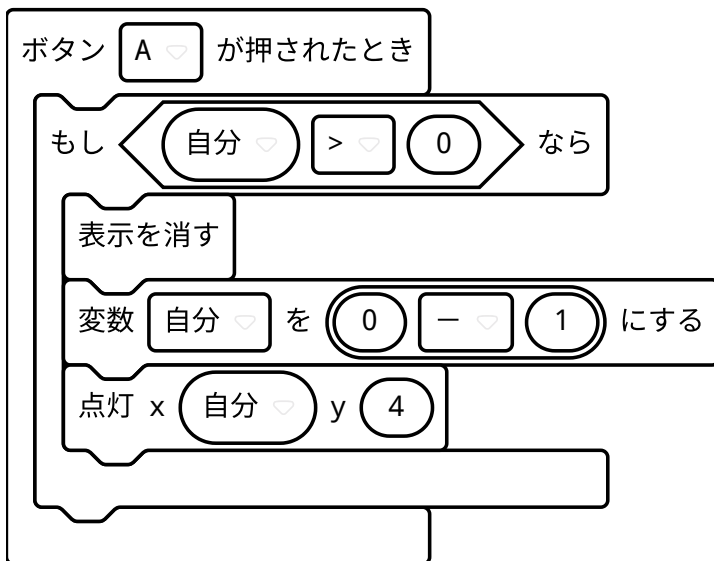 ボタン A が押されたとき
もし 自分 > 0 なら
表示を消す
変数 自分 を 0 － 1 にする
点灯 x 自分 y 4